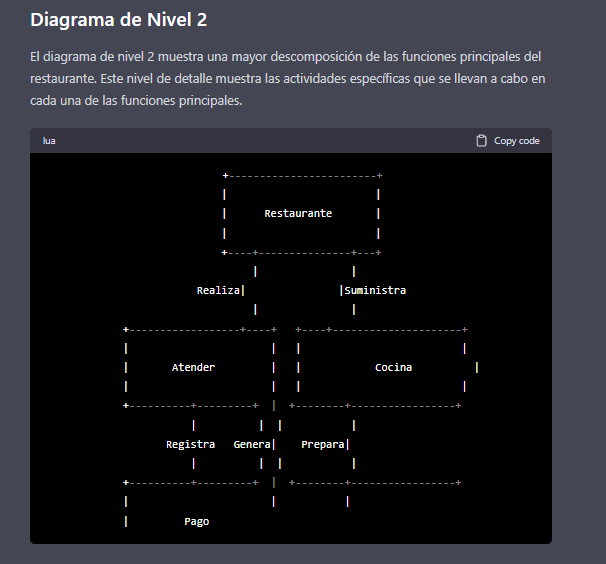 Diagrama de Nivel 2
El diagrama de nivel 2 muestra una mayor descomposición de las funciones principales del
restaurante. Este nivel de detalle muestra las actividades específicas que se llevan a cabo en
cada una de las funciones principales.
lua Copy code
Restaurante
Realiza| |Suministra
Atender Cocina
Registra Genera| Prepara|
Pago